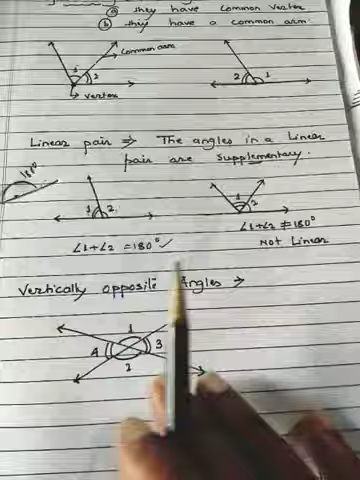 ⓐ They have Common Vertex
ⓑ They have a common arm.
Common arm
1 2
2 1
Vertex
Linear pair ⇒ The angles in a Linear
pair are Supplementary.
180°
1 2
1 2
∠1+∠2 = 180° ✓
∠1+∠2 ≠ 180°
Not Linear
Vertically opposite Angles ⇒
1
4 3